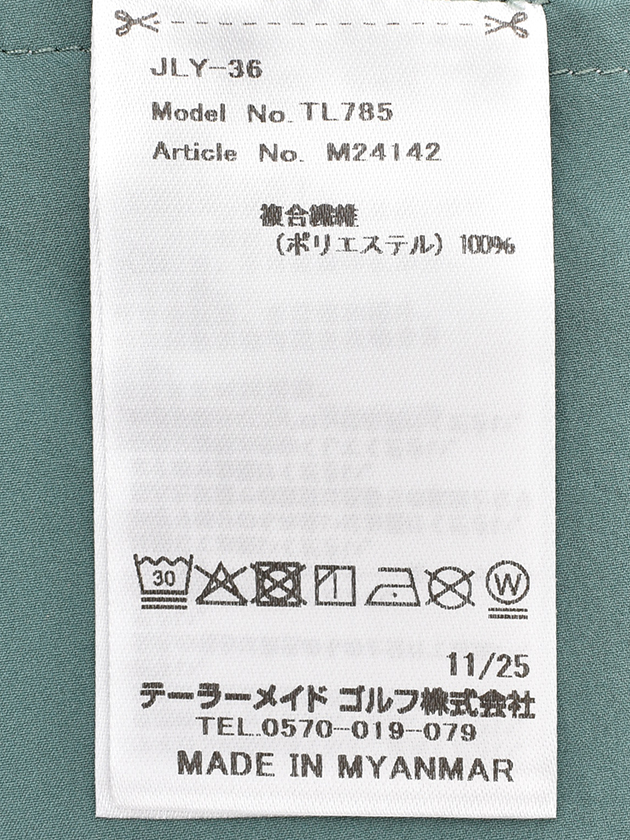 JLY-36
Model No. TL785
Article No. M24142
複合繊維
(ポリエステル) 100%
30
W
11/25
テーラーメイド ゴルフ株式会社
TEL.0570-019-079
MADE IN MYANMAR